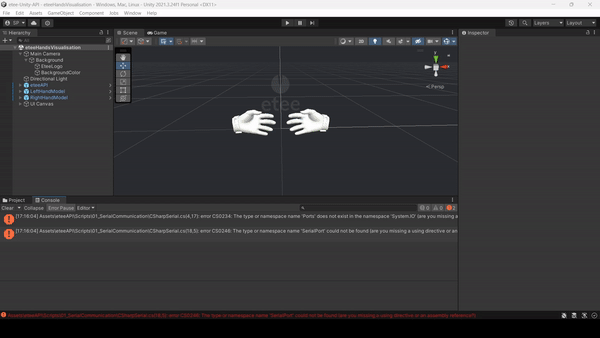 etee-Unity-API - eteeHandsVisualisation - Windows, Mac, Linux - Unity 2021.3.24f1 Personal <DX11>
File Edit Assets GameObject Component Jobs Window Help
Layers Layout
Hierarchy
All
eteeHandsVisualisation
Main Camera
Background
EteeLogo
BackgroundColor
Directional Light
eteeAPI
LeftHandModel
RightHandModel
UI Canvas
Scene Game
2D
y
x
Persp
etee
Inspector
Project Console
Clear Collapse Error Pause Editor
0 0 2
[17:16:04] Assets\eteeAPI\Scripts\01_SerialCommunication\CSharpSerial.cs(4,17): error CS0234: The type or namespace name 'Ports' does not exist in the namespace 'System.IO' (are you missing a
[17:16:04] Assets\eteeAPI\Scripts\01_SerialCommunication\CSharpSerial.cs(18,5): error CS0246: The type or namespace name 'SerialPort' could not be found (are you missing a using directive or an
Assets\eteeAPI\Scripts\01_SerialCommunication\CSharpSerial.cs(18,5): error CS0246: The type or namespace name 'SerialPort' could not be found (are you missing a using directive or an assembly reference?)